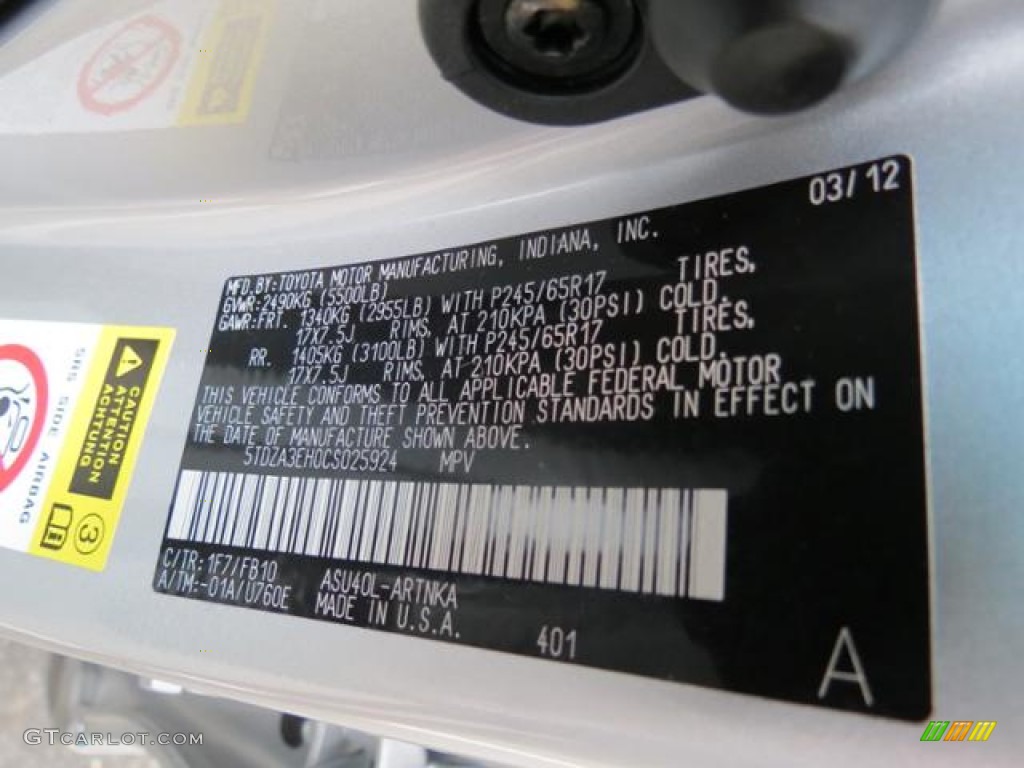 03/12
MFD.BY:TOYOTA MOTOR MANUFACTURING, INDIANA, INC.
GVWR:2490KG (5500LB)
GAWR:FRT. 1340KG (2955LB) WITH P245/65R17 TIRES,
17X7.5J RIMS, AT 210KPA (30PSI) COLD.
RR. 1405KG (3100LB) WITH P245/65R17 TIRES,
17X7.5J RIMS, AT 210KPA (30PSI) COLD.
THIS VEHICLE CONFORMS TO ALL APPLICABLE FEDERAL MOTOR
VEHICLE SAFETY AND THEFT PREVENTION STANDARDS IN EFFECT ON
THE DATE OF MANUFACTURE SHOWN ABOVE.
5TDZA3EH0CS025924 MPV
C/TR:1F7/FB10 ASU40L-ARTNKA
A/TM:-01A/U760E MADE IN U.S.A.
401
A
SRS SIDE AIRBAG
CAUTION
ATTENTION
ACHTUNG
3
GTCARLOT.COM